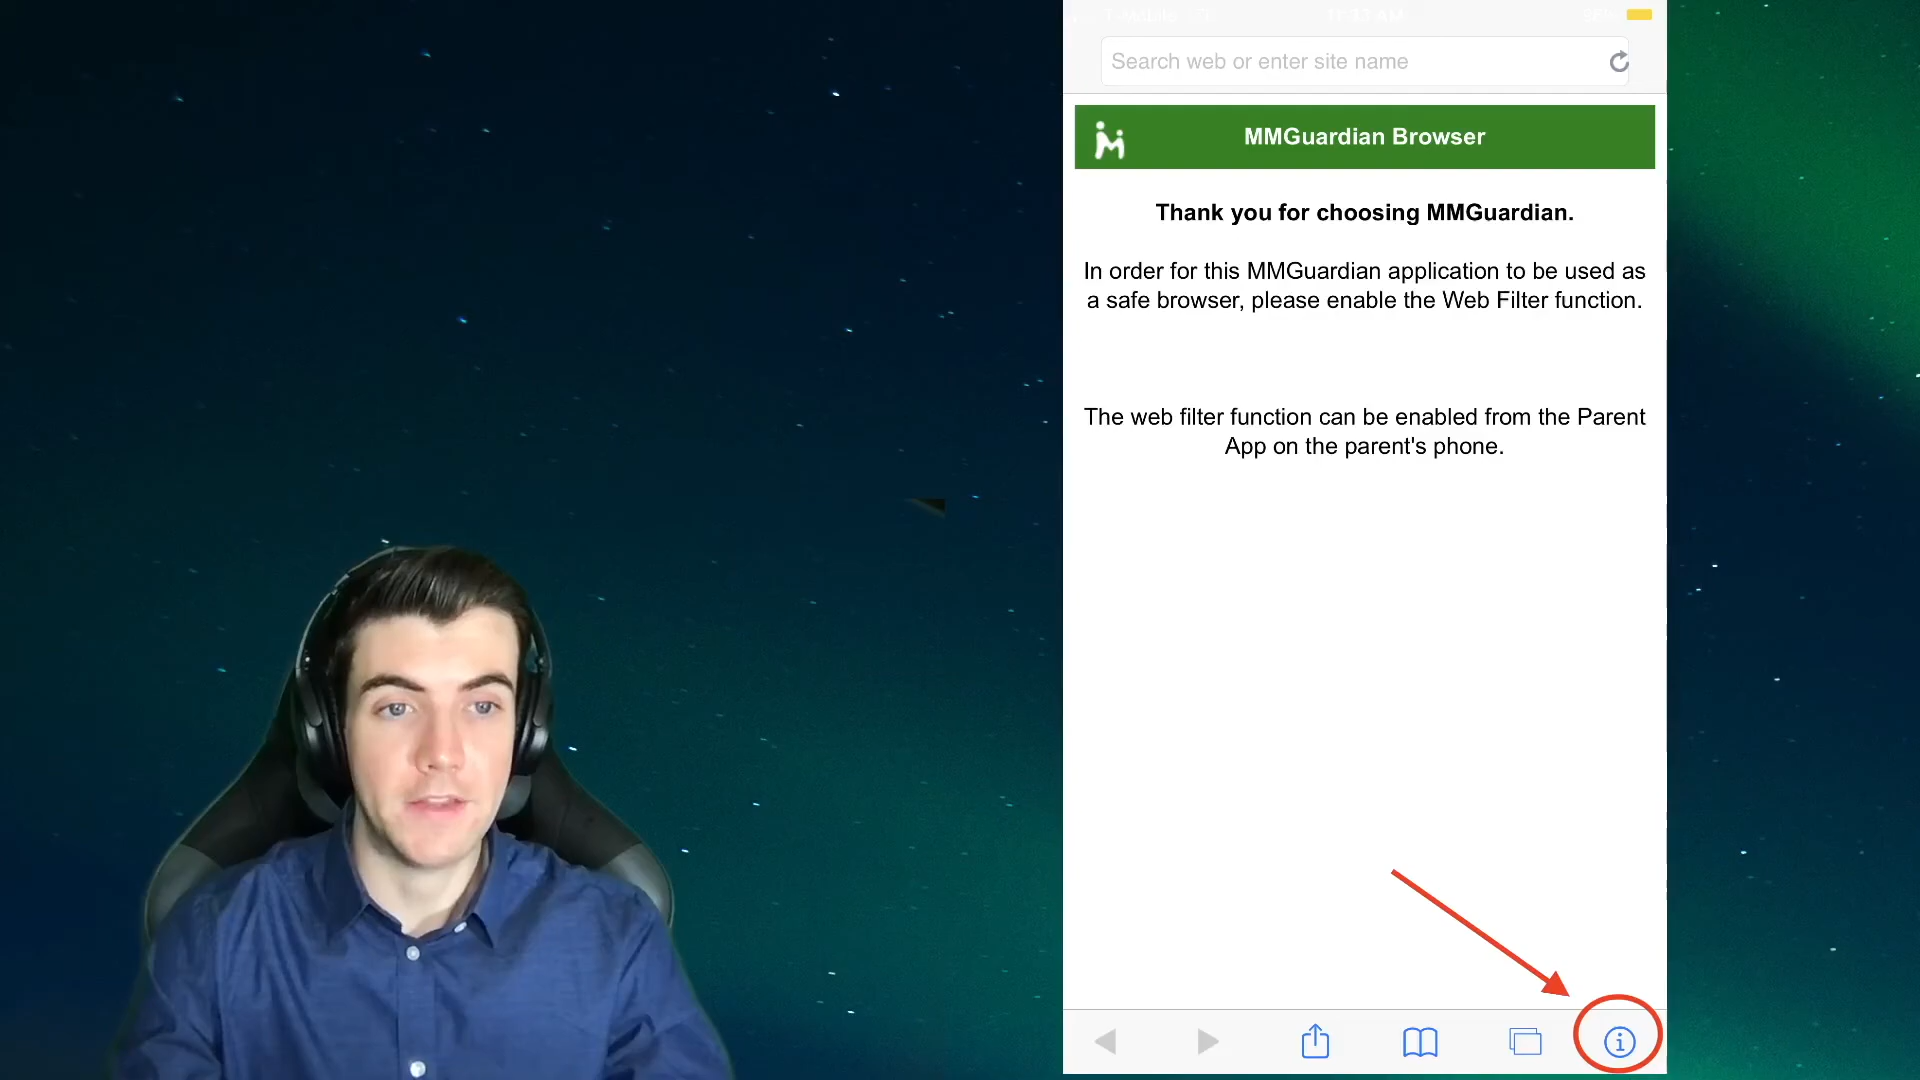 Search web or enter site name
MMGuardian Browser
Thank you for choosing MMGuardian.
In order for this MMGuardian application to be used as
a safe browser, please enable the Web Filter function.
The web filter function can be enabled from the Parent
App on the parent's phone.